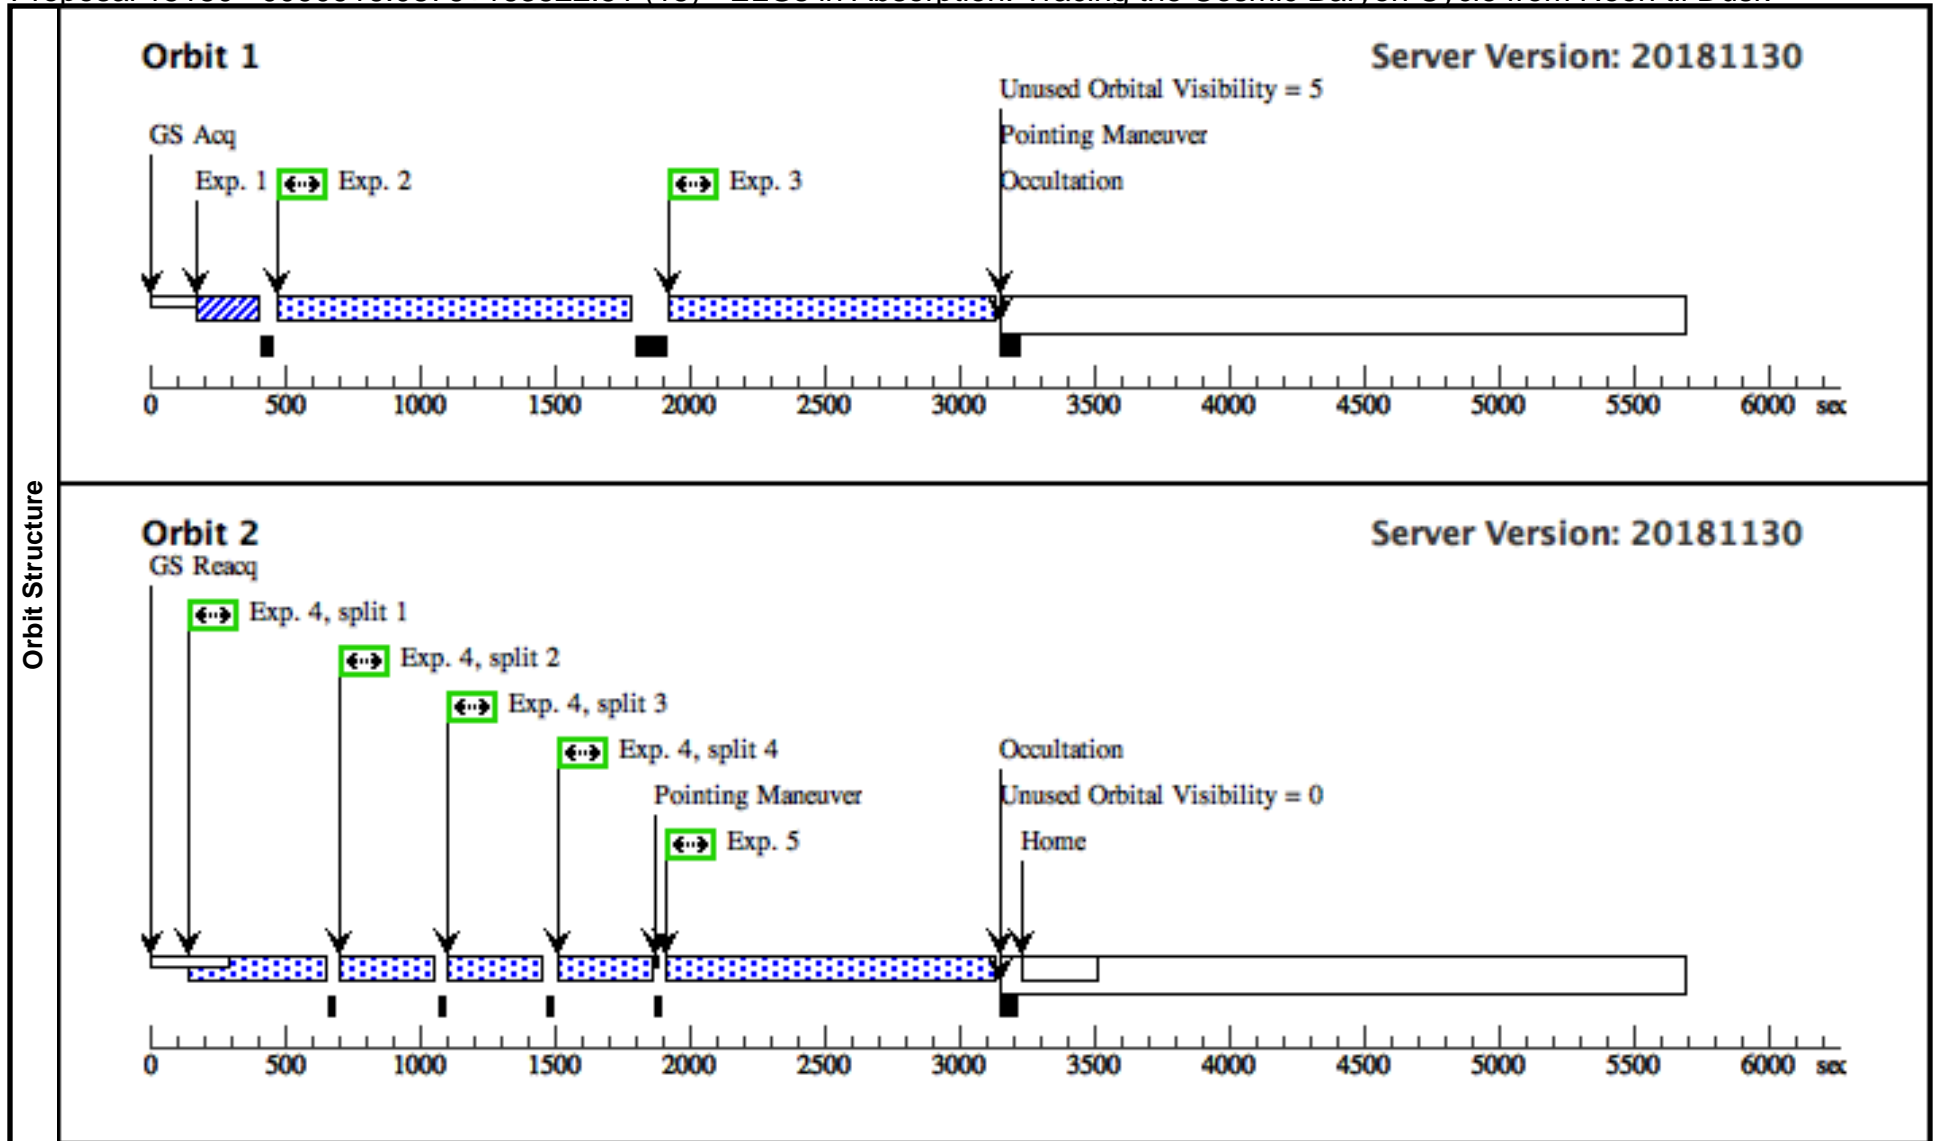 Orbit Structure
Orbit 1
Server Version: 20181130
Unused Orbital Visibility = 5
GS Acq
Pointing Maneuver
Exp. 1
Exp. 2
Exp. 3
Occultation
0 500 1000 1500 2000 2500 3000 3500 4000 4500 5000 5500 6000 sec
Orbit 2
Server Version: 20181130
GS Reacq
Exp. 4, split 1
Exp. 4, split 2
Exp. 4, split 3
Exp. 4, split 4
Occultation
Pointing Maneuver
Unused Orbital Visibility = 0
Exp. 5
Home
0 500 1000 1500 2000 2500 3000 3500 4000 4500 5000 5500 6000 sec